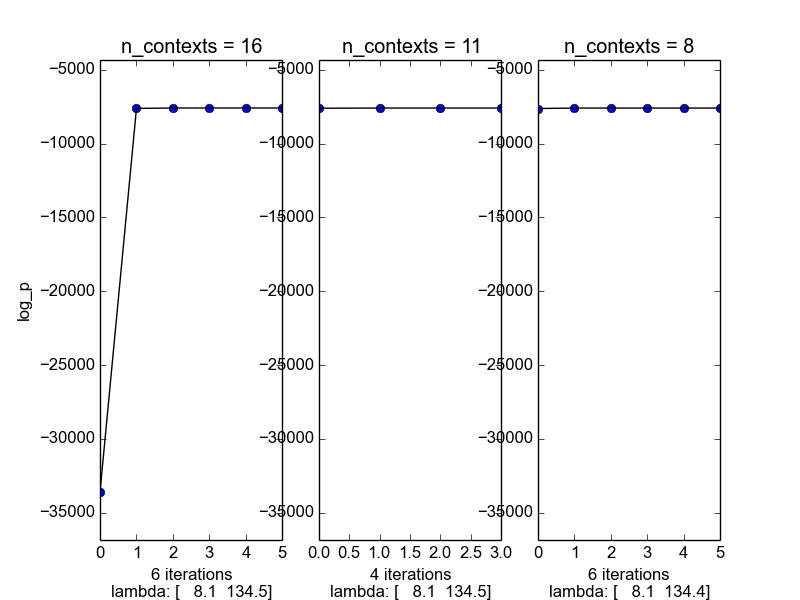 n_contexts = 16
n_contexts = 11
n_contexts = 8
−5000
−10000
−15000
−20000
−25000
−30000
−35000
log_p
−5000
−10000
−15000
−20000
−25000
−30000
−35000
−5000
−10000
−15000
−20000
−25000
−30000
−35000
0 1 2 3 4 5
0.0 0.5 1.0 1.5 2.0 2.5 3.0
0 1 2 3 4 5
6 iterations
lambda: [ 8.1 134.5]
4 iterations
lambda: [ 8.1 134.5]
6 iterations
lambda: [ 8.1 134.4]